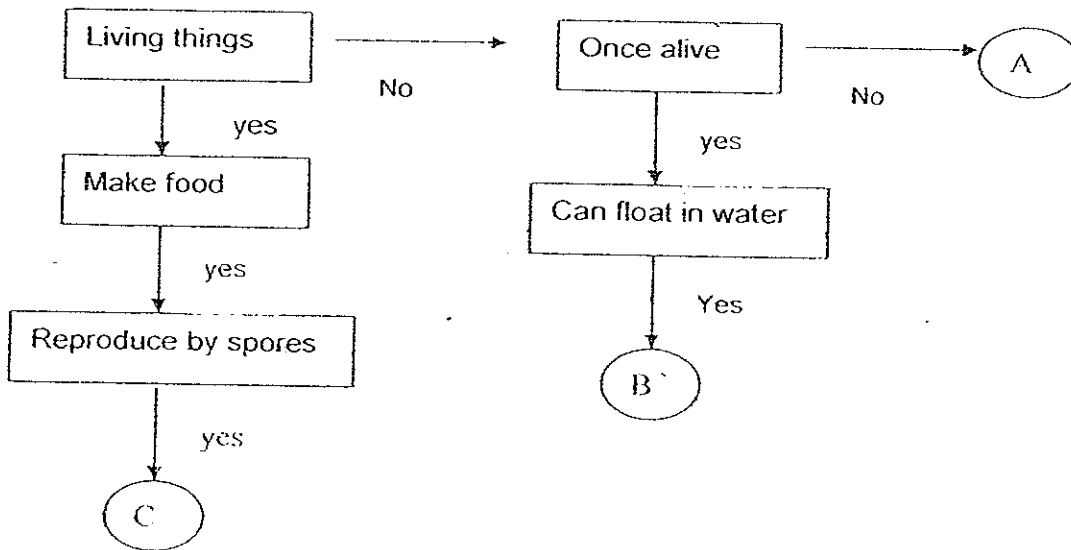 Living things
Once alive
A
No
No
yes
yes
Make food
Can float in water
yes
Yes
Reproduce by spores
B
yes
C